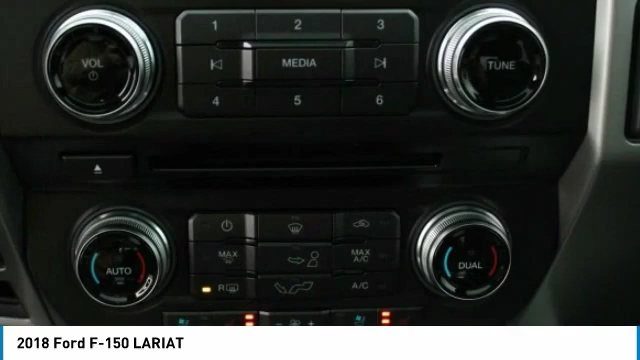 1 2 3
VOL MEDIA TUNE
4 5 6
AUTO MAX MAX A/C DUAL
R A/C
2018 Ford F-150 LARIAT